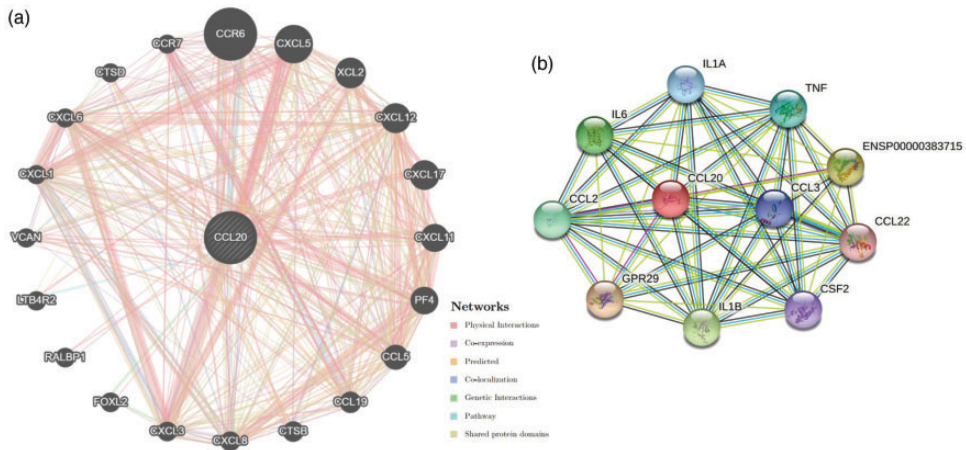 (a)
CCR6
CXCL5
XCL2
CXCL12
CXCL17
CXCL11
PF4
CCL5
CCL19
CTSB
CXCL8
CXCL3
FOXL2
RALBP1
LTB4R2
VCAN
CXCL1
CXCL6
CTSD
CCR7
CCL20
Networks
Physical Interactions
Co-expression
Predicted
Co-localization
Genetic Interactions
Pathway
Shared protein domains
(b)
IL1A
TNF
IL6
ENSP00000383715
CCL20
CCL3
CCL2
CCL22
GPR29
CSF2
IL1B